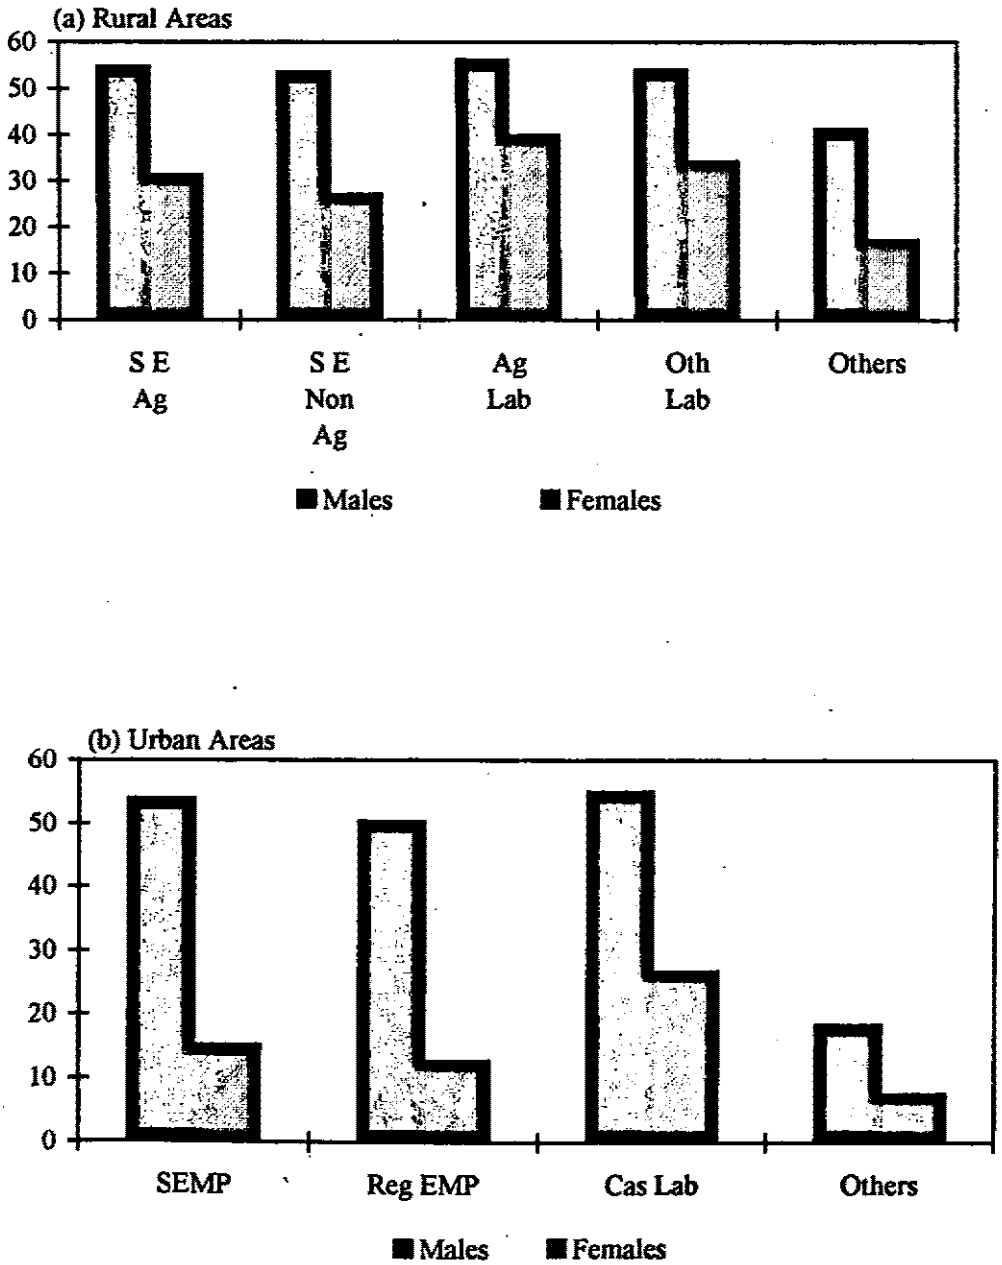 (a) Rural Areas
60
50
40
30
20
10
0
S E Ag
S E Non Ag
Ag Lab
Oth Lab
Others
Males Females
(b) Urban Areas
60
50
40
30
20
10
0
SEMP Reg EMP Cas Lab Others
Males Females